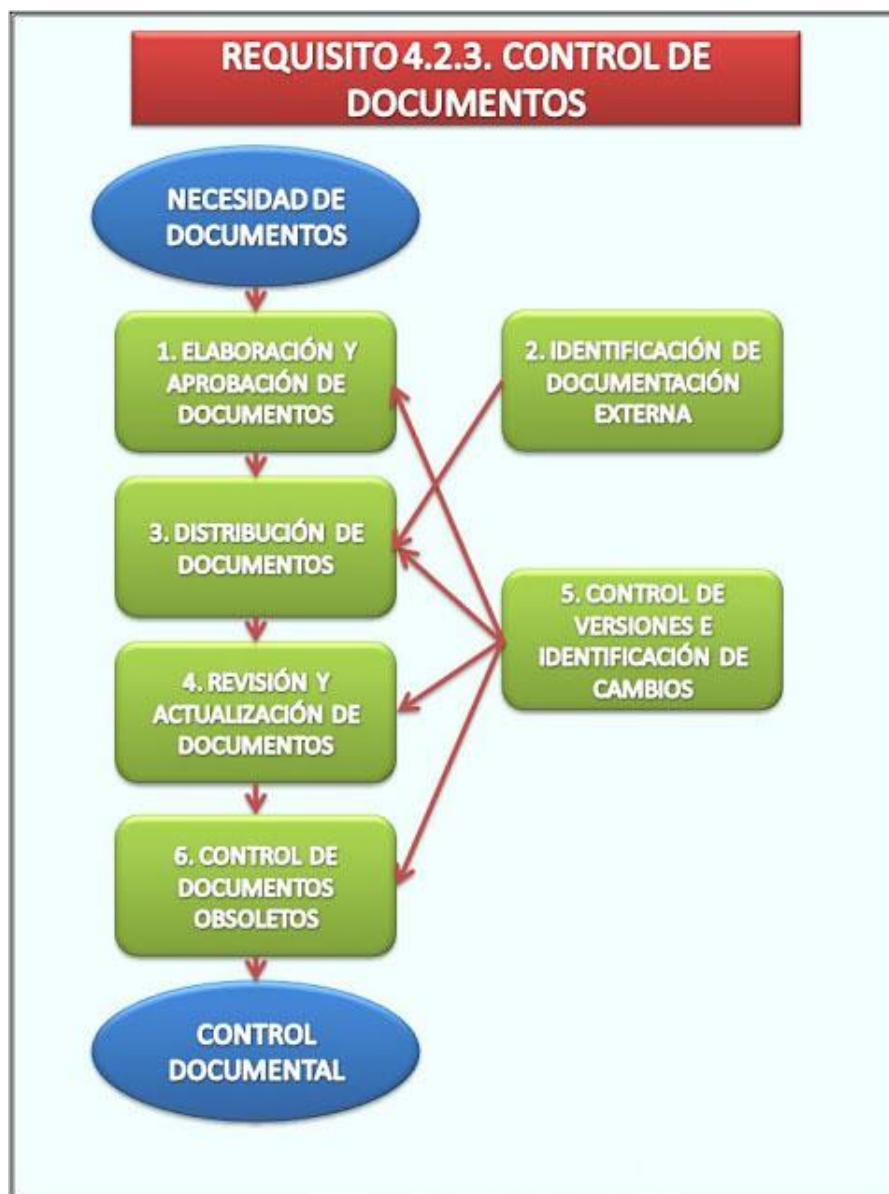 REQUISITO 4.2.3. CONTROL DE
DOCUMENTOS
NECESIDAD DE
DOCUMENTOS
1. ELABORACIÓN Y
APROBACIÓN DE
DOCUMENTOS
2. IDENTIFICACIÓN DE
DOCUMENTACIÓN
EXTERNA
3. DISTRIBUCIÓN DE
DOCUMENTOS
4. REVISIÓN Y
ACTUALIZACIÓN DE
DOCUMENTOS
5. CONTROL DE
VERSIONES E
IDENTIFICACIÓN DE
CAMBIOS
6. CONTROL DE
DOCUMENTOS
OBSOLETOS
CONTROL
DOCUMENTAL